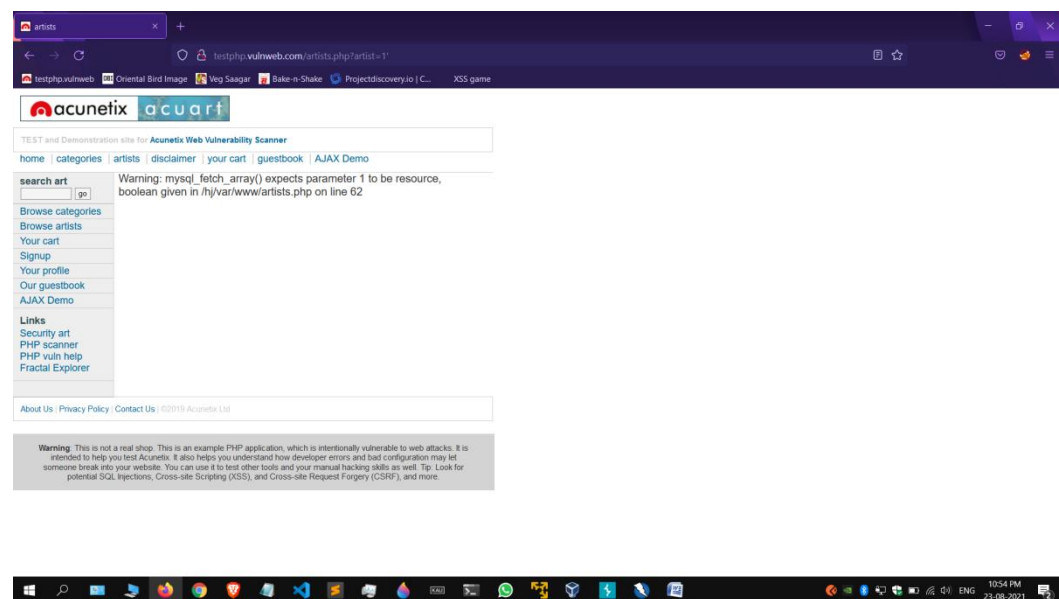 artists
testphp.vulnweb.com/artists.php?artist=1'
testphp.vulnweb
Oriental Bird Image
Veg Saagar
Bake-n-Shake
Projectdiscovery.io | C...
XSS game
acunetix acuart
TEST and Demonstration site for Acunetix Web Vulnerability Scanner
home | categories | artists | disclaimer | your cart | guestbook | AJAX Demo
search art
go
Browse categories
Browse artists
Your cart
Signup
Your profile
Our guestbook
AJAX Demo
Links
Security art
PHP scanner
PHP vuln help
Fractal Explorer
Warning: mysql_fetch_array() expects parameter 1 to be resource,
boolean given in /hj/var/www/artists.php on line 62
About Us | Privacy Policy | Contact Us | ©2019 Acunetix Ltd
Warning: This is not a real shop. This is an example PHP application, which is intentionally vulnerable to web attacks. It is
intended to help you test Acunetix. It also helps you understand how developer errors and bad configuration may let
someone break into your website. You can use it to test other tools and your manual hacking skills as well. Tip: Look for
potential SQL Injections, Cross-site Scripting (XSS), and Cross-site Request Forgery (CSRF), and more.
ENG
10:54 PM
23-08-2021